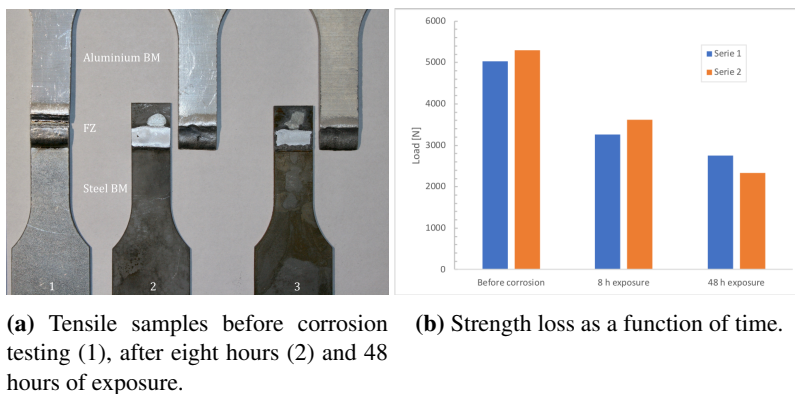 Aluminium BM
FZ
Steel BM
1
2
3
6000
5000
4000
3000
2000
1000
0
Load [N]
Serie 1
Serie 2
Before corrosion
8 h exposure
48 h exposure
(a) Tensile samples before corrosion
testing (1), after eight hours (2) and 48
hours of exposure.
(b) Strength loss as a function of time.